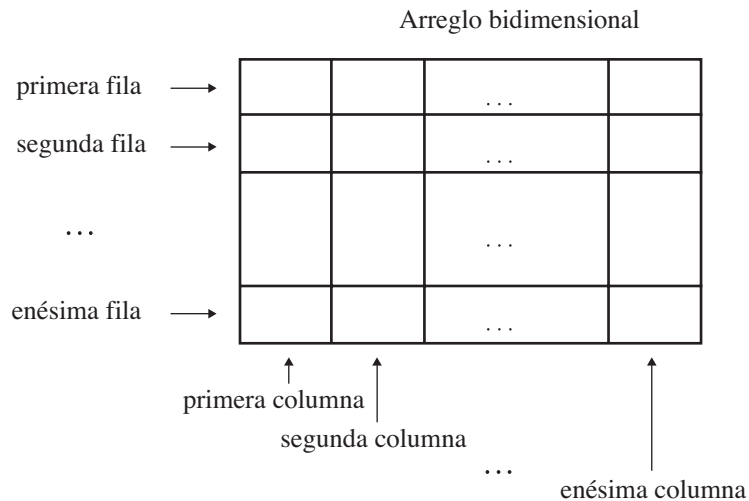 Arreglo bidimensional
primera fila
...
segunda fila
...
...
...
enésima fila
...
primera columna
segunda columna
...
enésima columna